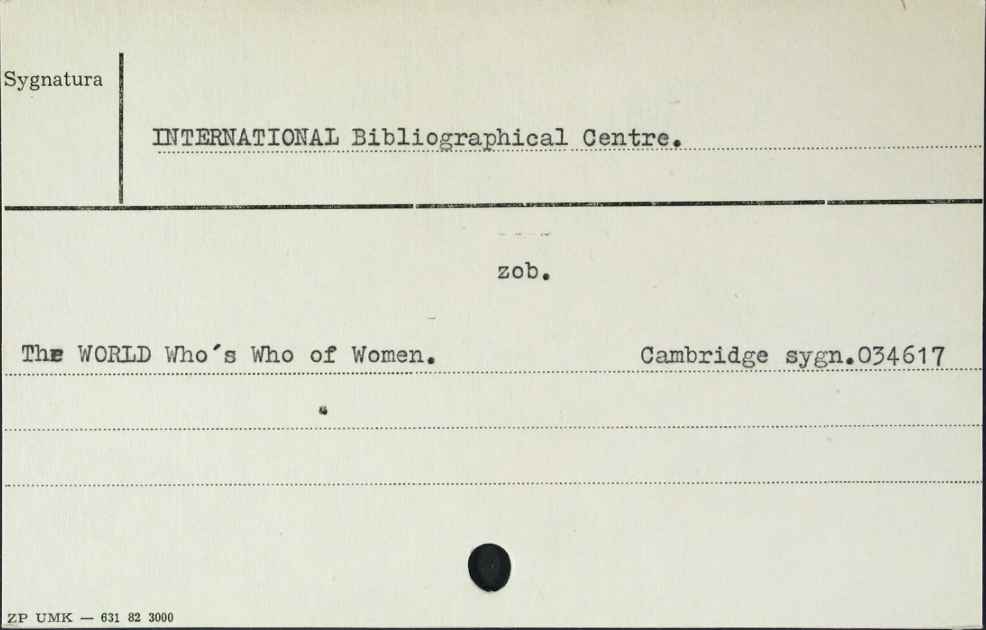 Sygnatura
INTERNATIONAL Bibliographical Centre.
zob.
The WORLD Who's Who of Women. Cambridge sygn.034617
ZP UMK — 631 82 3000